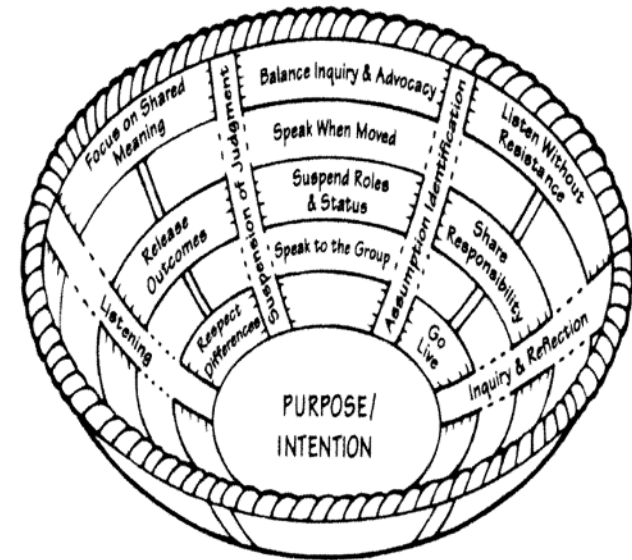 Balance Inquiry & Advocacy
Focus on Shared
Meaning
Suspension of Judgment
Assumption Identification
Listen Without
Resistance
Speak When Moved
Suspend Roles
& Status
Release
Outcomes
Share
Responsibility
Speak to the Group
Listening
Respect
Differences
Go
Live
Inquiry & Reflection
PURPOSE/
INTENTION